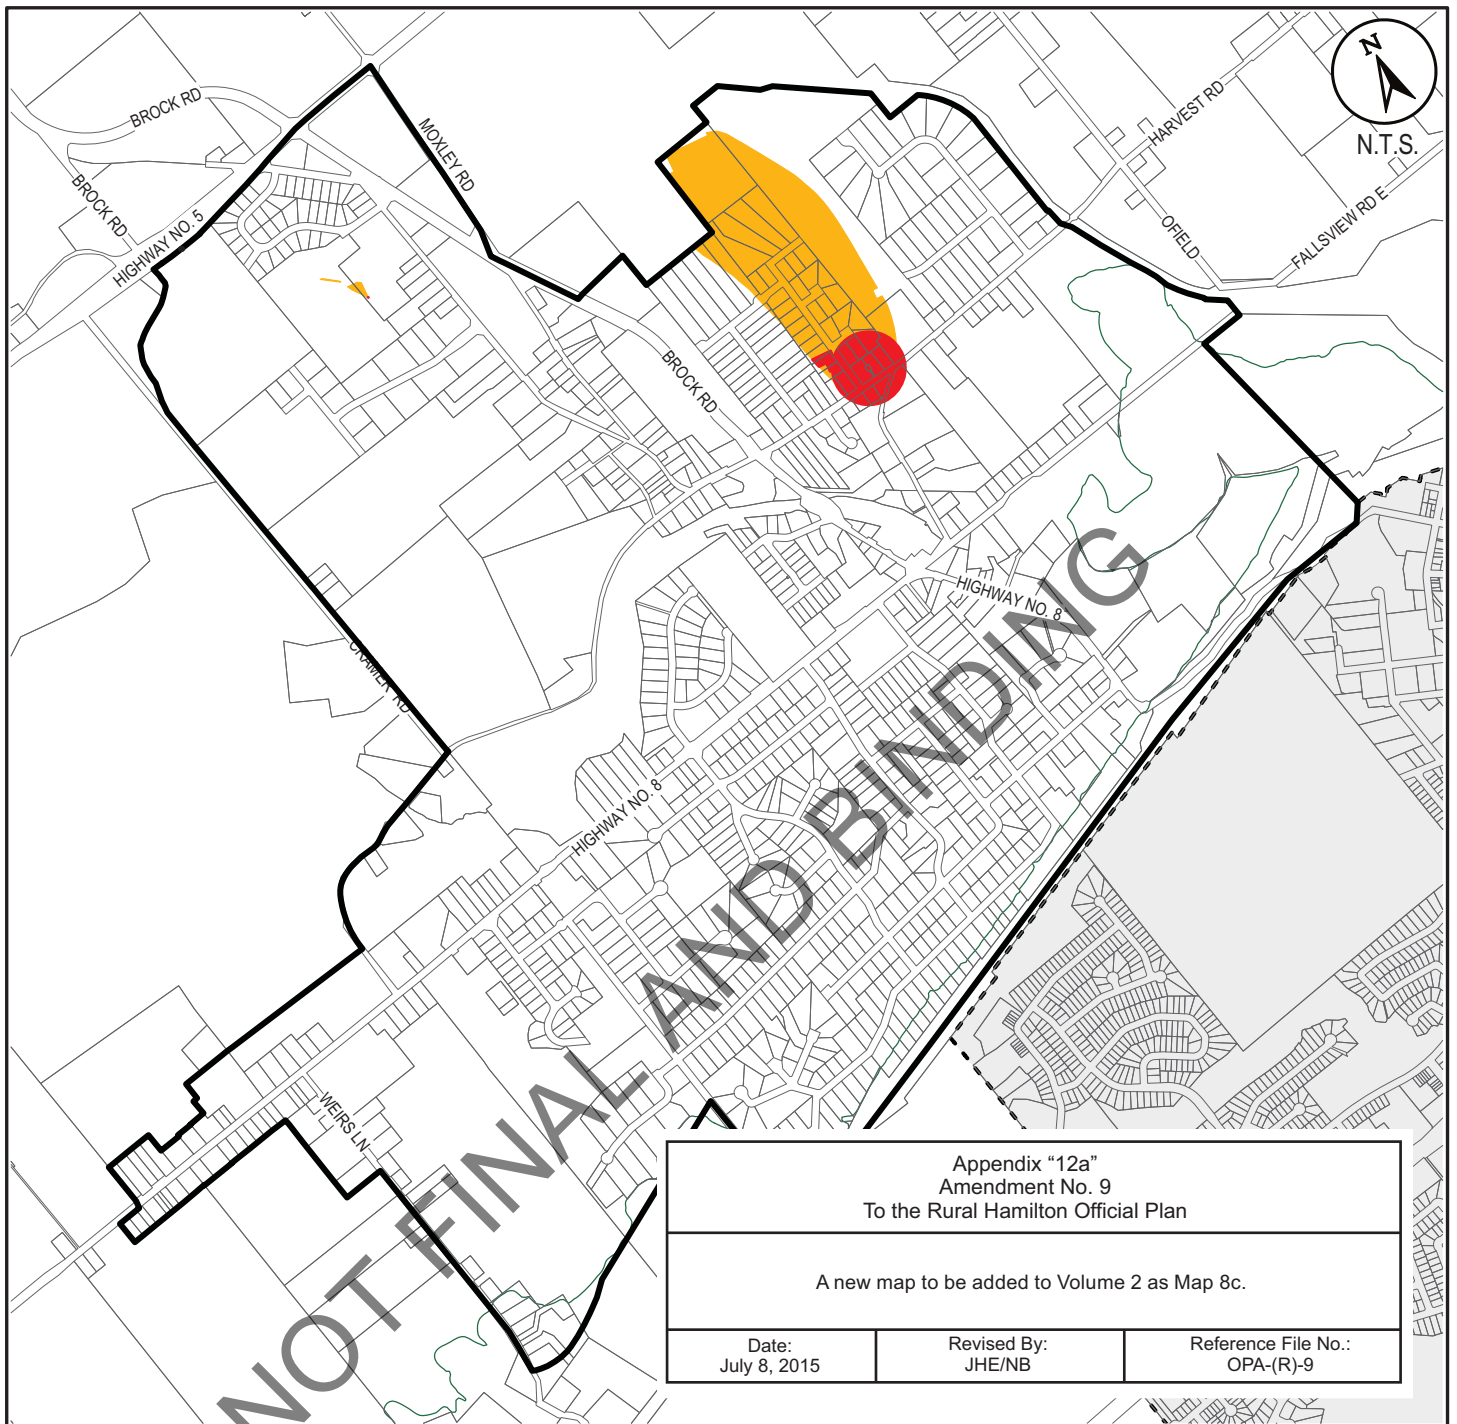 N
N.T.S.
BROCK RD
MOXLEY RD
HARVEST RD
BROCK RD
HIGHWAY NO. 5
OFIELD
FALLSVIEW RD E
BROCK RD
HIGHWAY NO. 8
CRAMER RD
HIGHWAY NO. 8
WEIRS LN
NOT FINAL AND BINDING
Appendix “12a”
Amendment No. 9
To the Rural Hamilton Official Plan
A new map to be added to Volume 2 as Map 8c.
Date:
July 8, 2015
Revised By:
JHE/NB
Reference File No.:
OPA-(R)-9